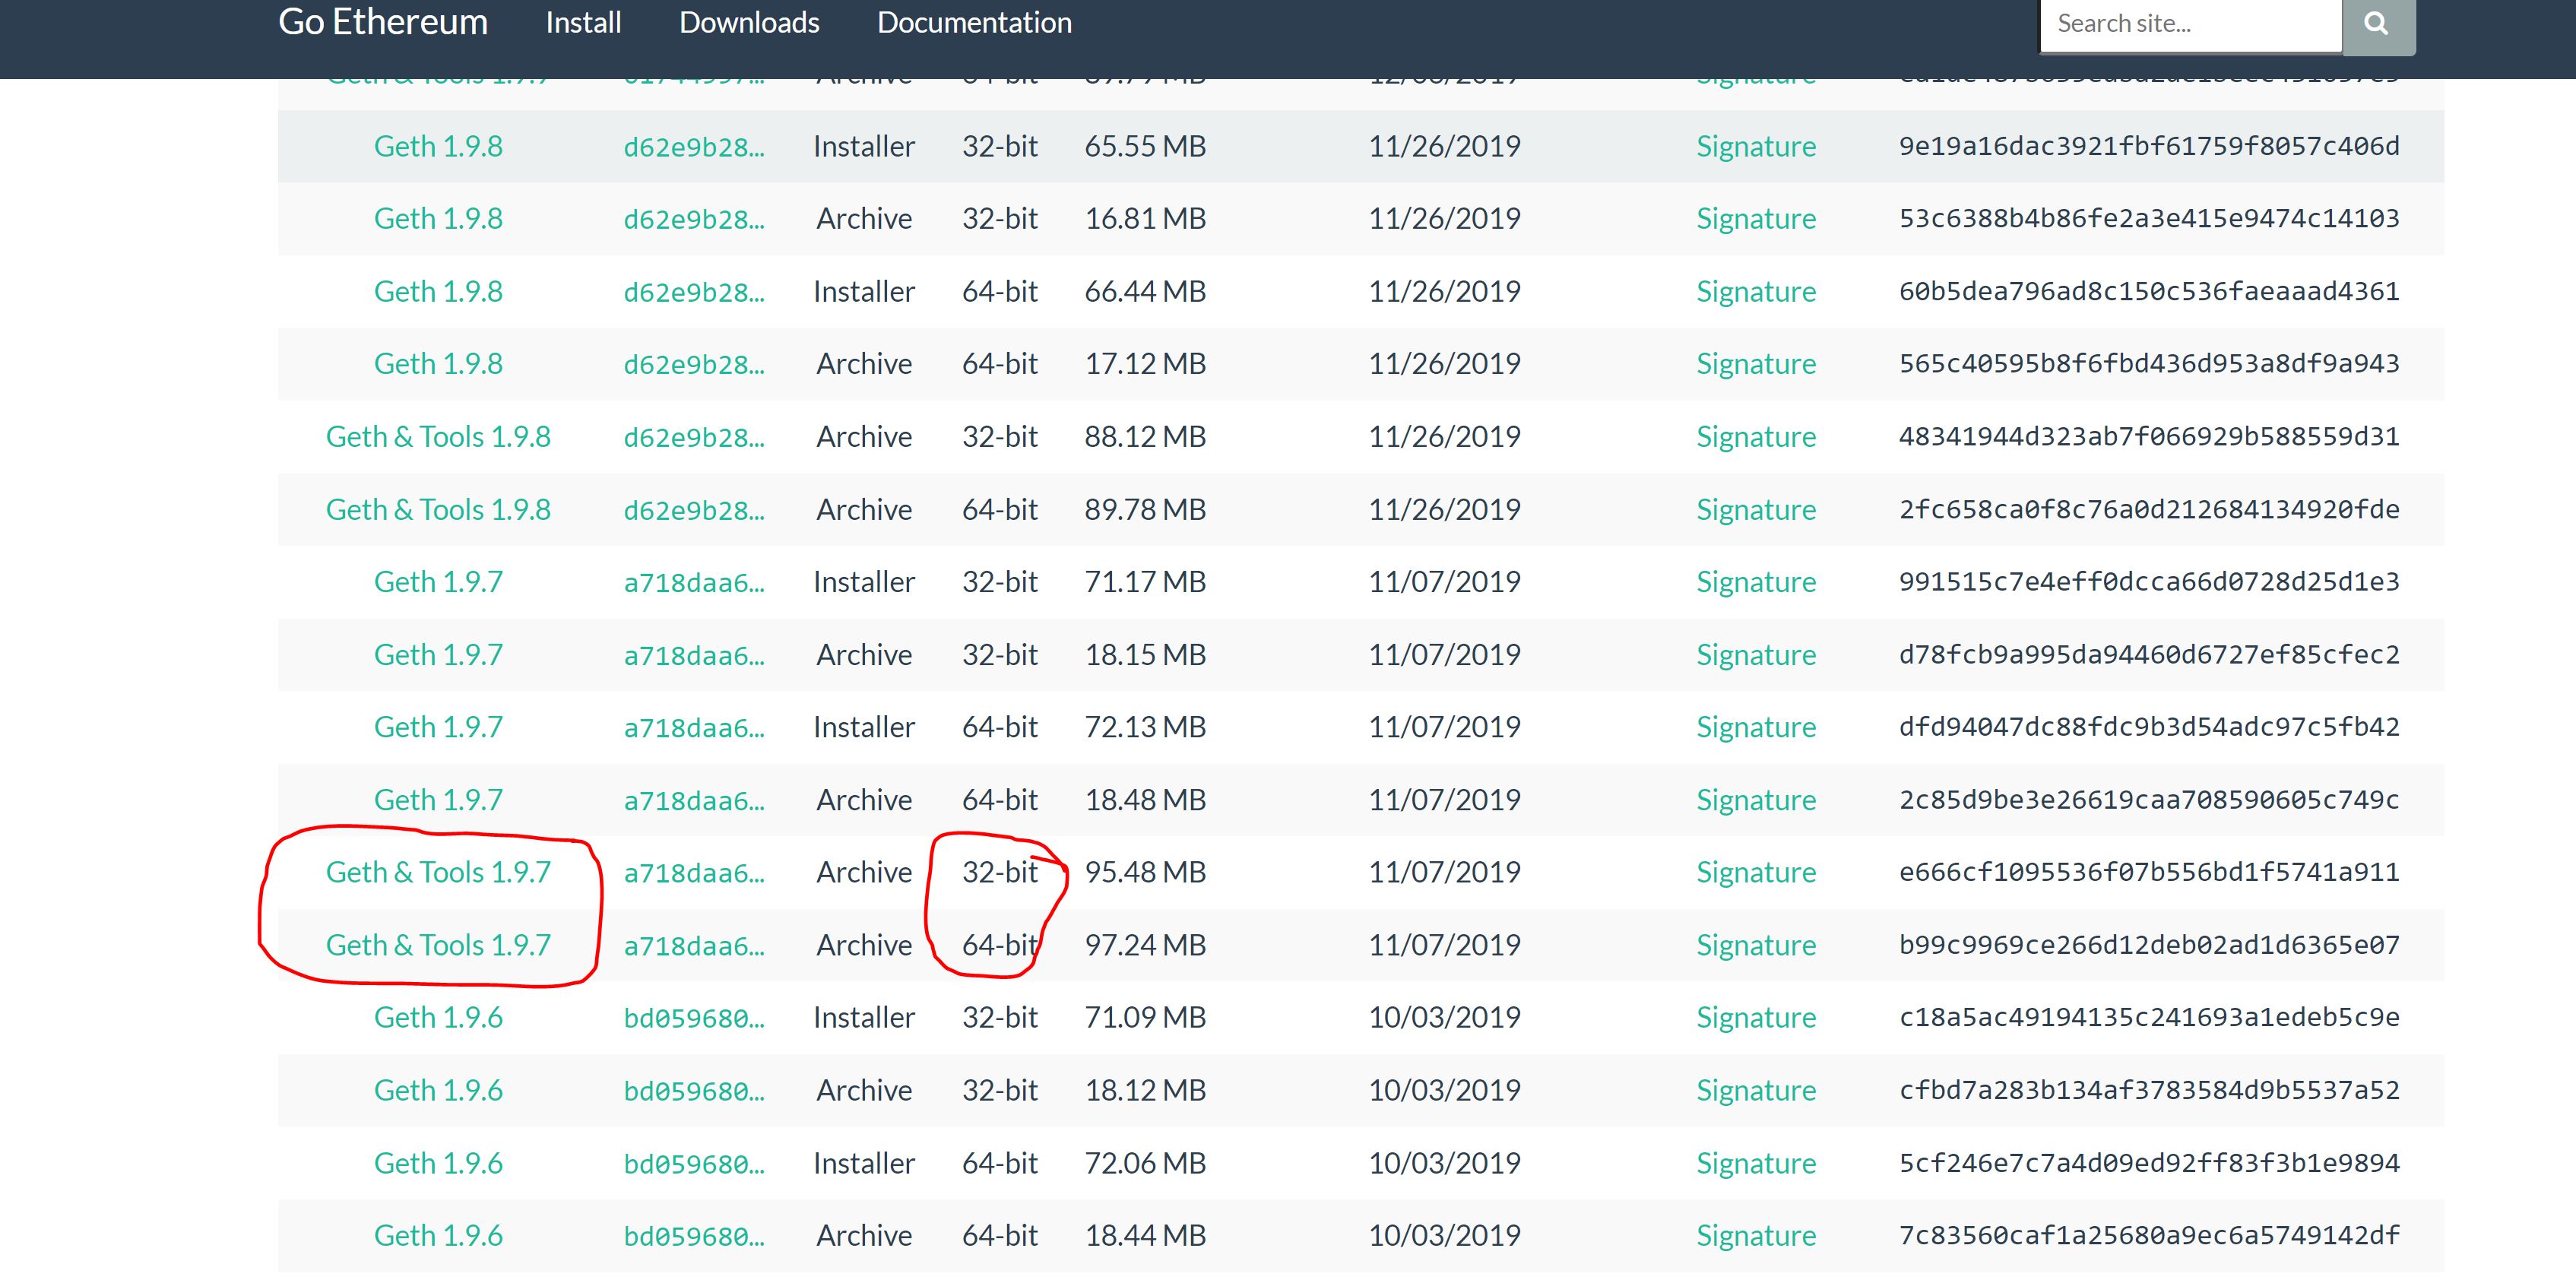 Go Ethereum Install Downloads Documentation Search site...
Geth 1.9.8 d62e9b28... Installer 32-bit 65.55 MB 11/26/2019 Signature 9e19a16dac3921fbf61759f8057c406d
Geth 1.9.8 d62e9b28... Archive 32-bit 16.81 MB 11/26/2019 Signature 53c6388b4b86fe2a3e415e9474c14103
Geth 1.9.8 d62e9b28... Installer 64-bit 66.44 MB 11/26/2019 Signature 60b5dea796ad8c150c536faeaaad4361
Geth 1.9.8 d62e9b28... Archive 64-bit 17.12 MB 11/26/2019 Signature 565c40595b8f6fbd436d953a8df9a943
Geth & Tools 1.9.8 d62e9b28... Archive 32-bit 88.12 MB 11/26/2019 Signature 48341944d323ab7f066929b588559d31
Geth & Tools 1.9.8 d62e9b28... Archive 64-bit 89.78 MB 11/26/2019 Signature 2fc658ca0f8c76a0d212684134920fde
Geth 1.9.7 a718daa6... Installer 32-bit 71.17 MB 11/07/2019 Signature 991515c7e4eff0dcca66d0728d25d1e3
Geth 1.9.7 a718daa6... Archive 32-bit 18.15 MB 11/07/2019 Signature d78fcb9a995da94460d6727ef85cfec2
Geth 1.9.7 a718daa6... Installer 64-bit 72.13 MB 11/07/2019 Signature dfd94047dc88fdc9b3d54adc97c5fb42
Geth 1.9.7 a718daa6... Archive 64-bit 18.48 MB 11/07/2019 Signature 2c85d9be3e26619caa708590605c749c
Geth & Tools 1.9.7 a718daa6... Archive 32-bit 95.48 MB 11/07/2019 Signature e666cf1095536f07b556bd1f5741a911
Geth & Tools 1.9.7 a718daa6... Archive 64-bit 97.24 MB 11/07/2019 Signature b99c9969ce266d12deb02ad1d6365e07
Geth 1.9.6 bd059680... Installer 32-bit 71.09 MB 10/03/2019 Signature c18a5ac49194135c241693a1edeb5c9e
Geth 1.9.6 bd059680... Archive 32-bit 18.12 MB 10/03/2019 Signature cfbd7a283b134af3783584d9b5537a52
Geth 1.9.6 bd059680... Installer 64-bit 72.06 MB 10/03/2019 Signature 5cf246e7c7a4d09ed92ff83f3b1e9894
Geth 1.9.6 bd059680... Archive 64-bit 18.44 MB 10/03/2019 Signature 7c83560caf1a25680a9ec6a5749142df